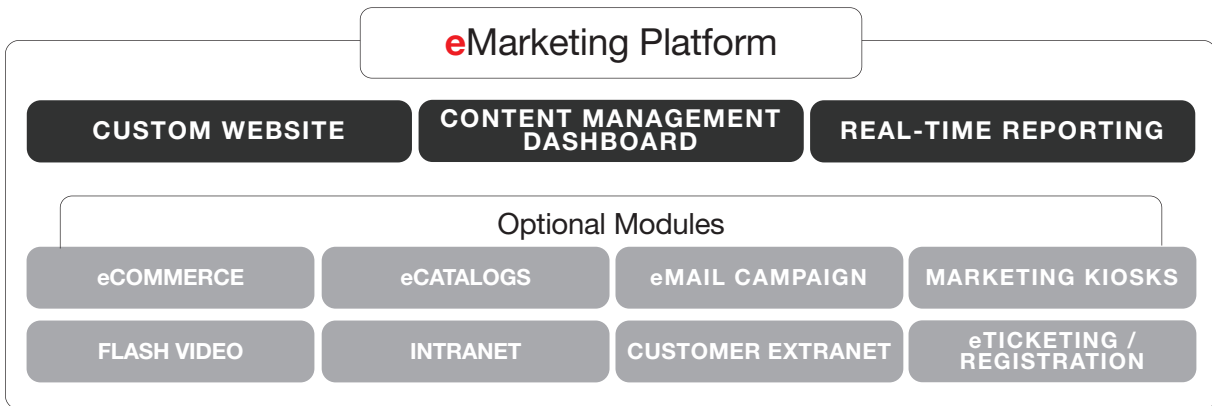 eMarketing Platform
CUSTOM WEBSITE
CONTENT MANAGEMENT
DASHBOARD
REAL-TIME REPORTING
Optional Modules
eCOMMERCE
eCATALOGS
eMAIL CAMPAIGN
MARKETING KIOSKS
FLASH VIDEO
INTRANET
CUSTOMER EXTRANET
eTICKETING /
REGISTRATION